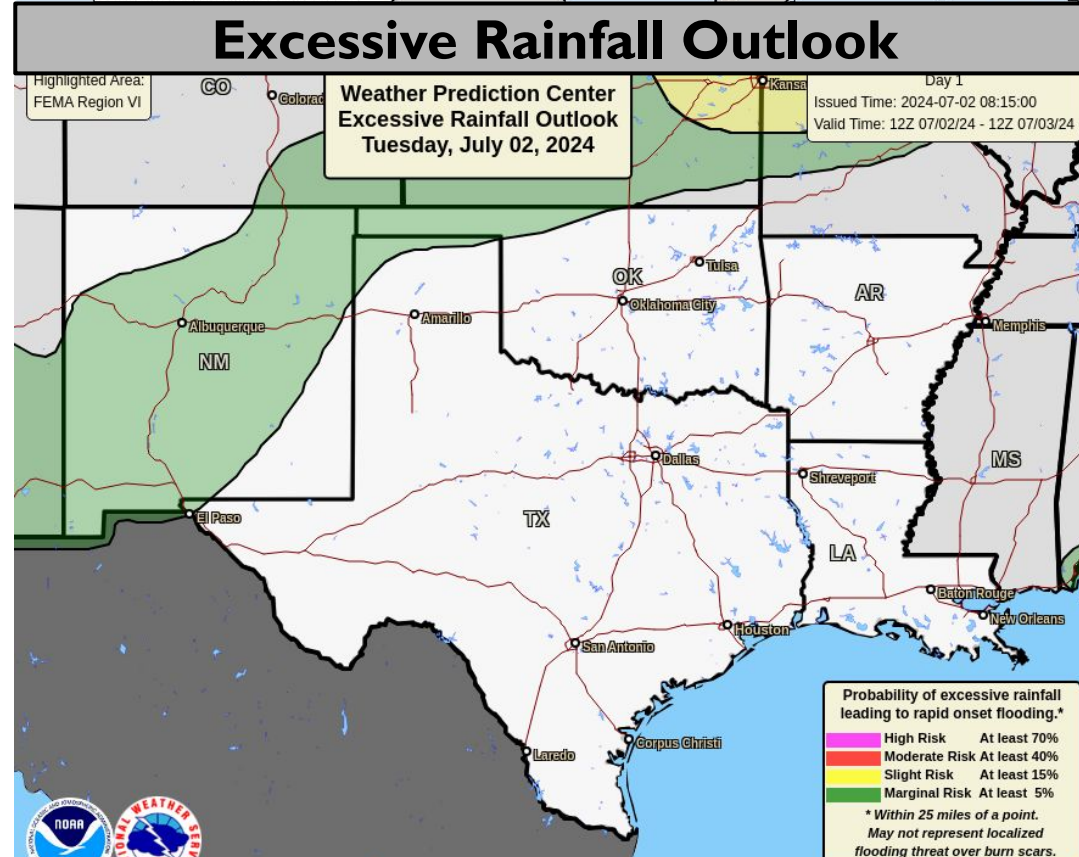 Excessive Rainfall Outlook
Highlighted Area:
FEMA Region VI
Weather Prediction Center
Excessive Rainfall Outlook
Tuesday, July 02, 2024
Day 1
Issued Time: 2024-07-02 08:15:00
Valid Time: 12Z 07/02/24 - 12Z 07/03/24
CO
Tulsa
OK
Oklahoma City
AR
Amarillo
Albuquerque
Memphis
NM
Dallas
MS
Shreveport
El Paso
TX
LA
Baton Rouge
New Orleans
Houston
San Antonio
Corpus Christi
Laredo
Probability of excessive rainfall
leading to rapid onset flooding.*
High Risk At least 70%
Moderate Risk At least 40%
Slight Risk At least 15%
Marginal Risk At least 5%
* Within 25 miles of a point.
May not represent localized
flooding threat over burn scars.
NOAA
WEATHER